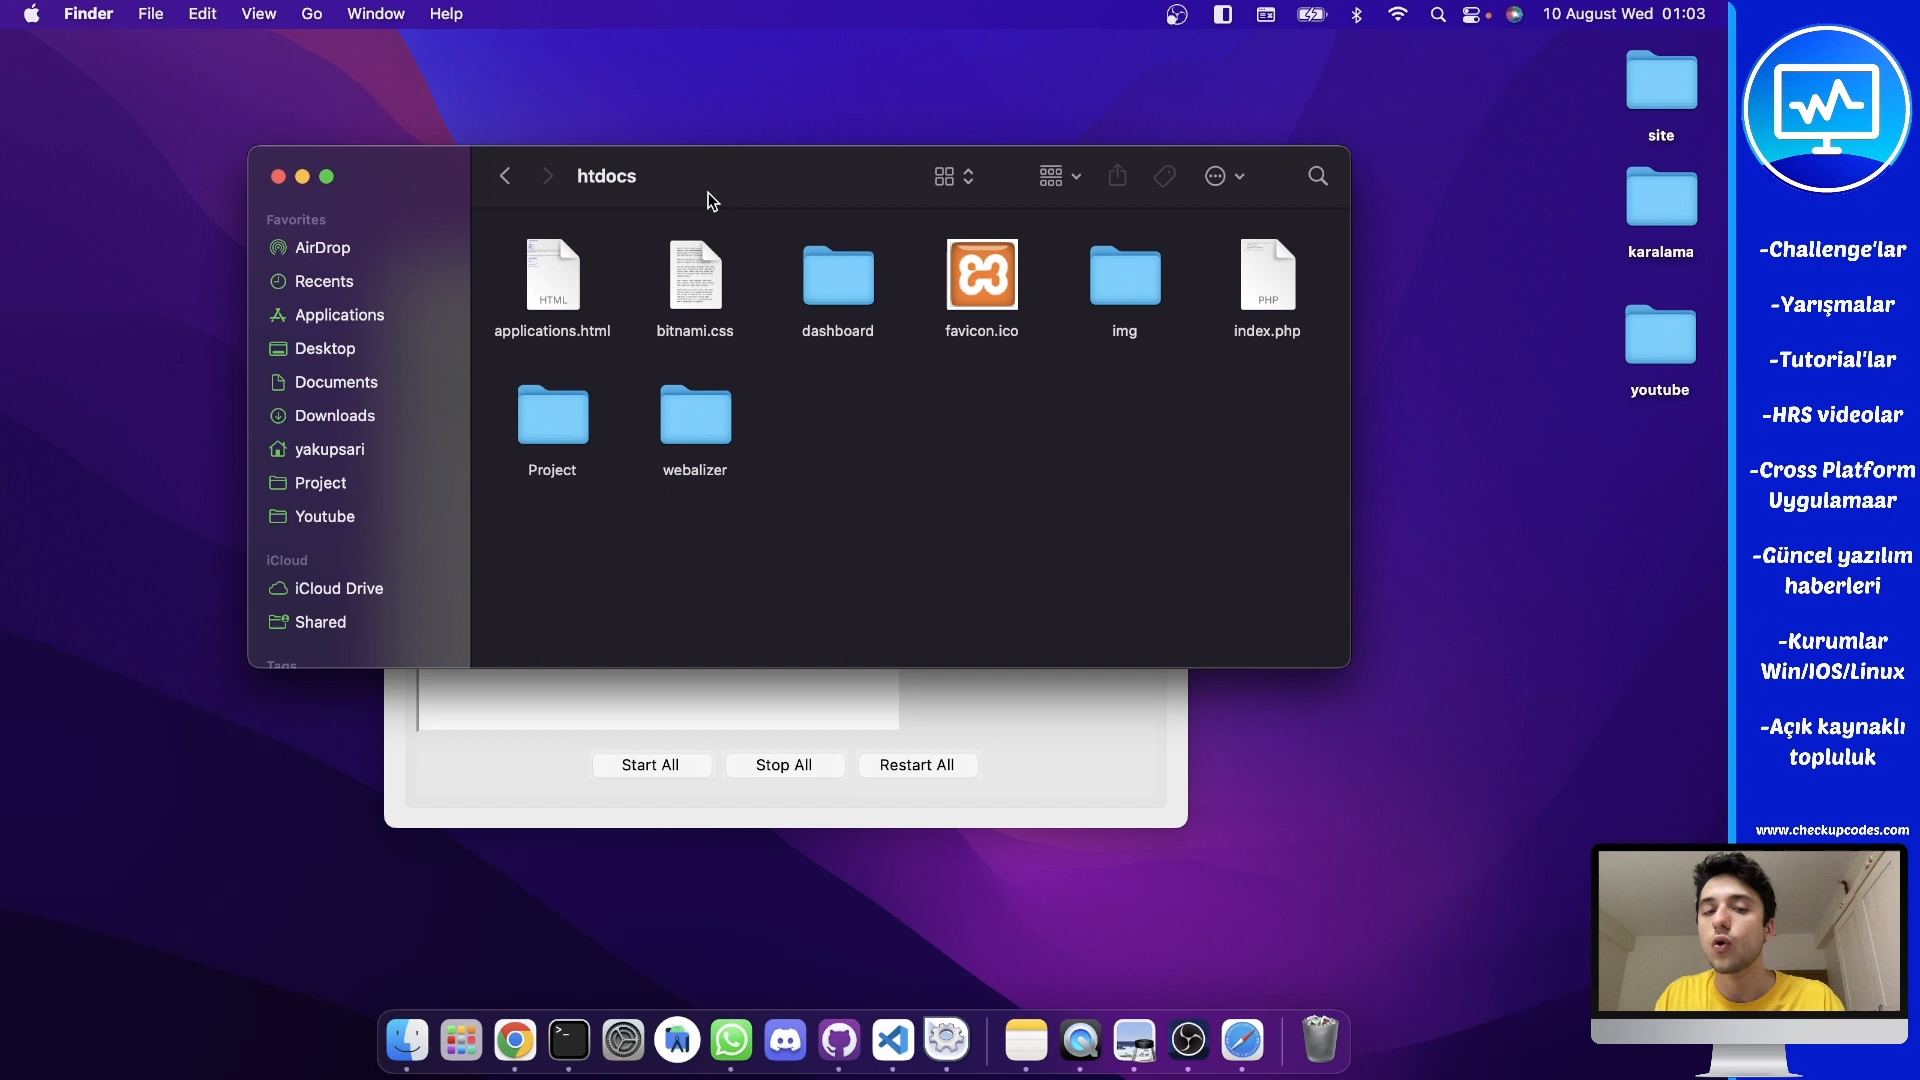 Finder File Edit View Go Window Help
10 August Wed 01:03
htdocs
Favorites
AirDrop
Recents
Applications
Desktop
Documents
Downloads
yakupsari
Project
Youtube
iCloud
iCloud Drive
Shared
Tags
HTML
PHP
applications.html bitnami.css dashboard favicon.ico img index.php
Project webalizer
Start All Stop All Restart All
site
karalama
youtube
-Challenge'lar
-Yarışmalar
-Tutorial'lar
-HRS videolar
-Cross Platform
Uygulamaar
-Güncel yazılım
haberleri
-Kurumlar
Win/IOS/Linux
-Açık kaynaklı
topluluk
www.checkupcodes.com